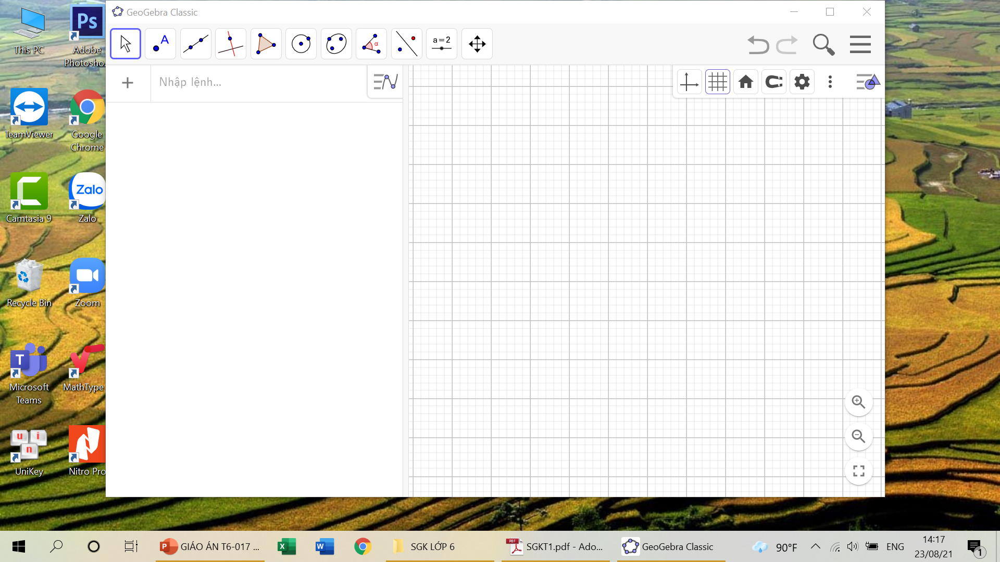 GeoGebra Classic
A
α
a=2
Nhập lệnh...
This PC
Ps
Adobe
Photosho...
TeamViewer
Google
Chrome
Camtasia 9
Zalo
Zalo
Recycle Bin
Zoom
T
Microsoft
Teams
MathType
u i
n
UniKey
Nitro Pro
P
GIÁO ÁN T6-017 ...
X
W
SGK LỚP 6
PDF
SGKT1.pdf - Ado...
GeoGebra Classic
90°F
ENG
14:17
23/08/21
1